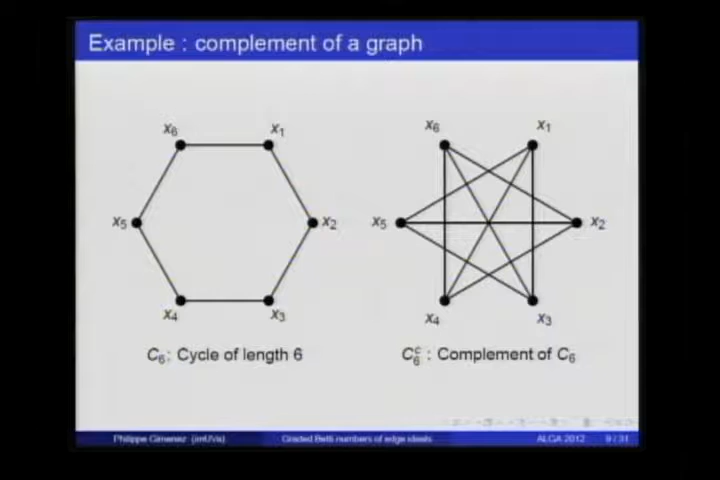 Example : complement of a graph
x6 x1
x5 x2
x4 x3
x6 x1
x5 x2
x4 x3
C6: Cycle of length 6
C6^c : Complement of C6
Philippe Gimenez (imUVa) Graded Betti numbers of edge ideals ALGA 2012 9 / 31